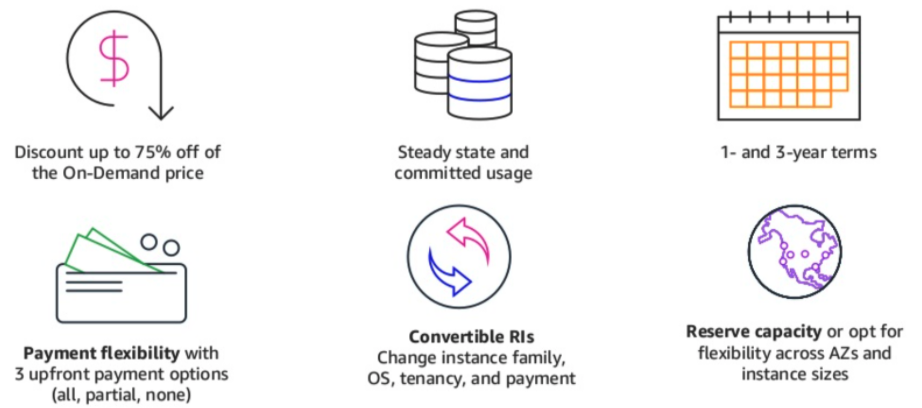 Discount up to 75% off of
the On-Demand price
Steady state and
committed usage
1- and 3-year terms
Payment flexibility with
3 upfront payment options
(all, partial, none)
Convertible RIs
Change instance family,
OS, tenancy, and payment
Reserve capacity or opt for
flexibility across AZs and
instance sizes